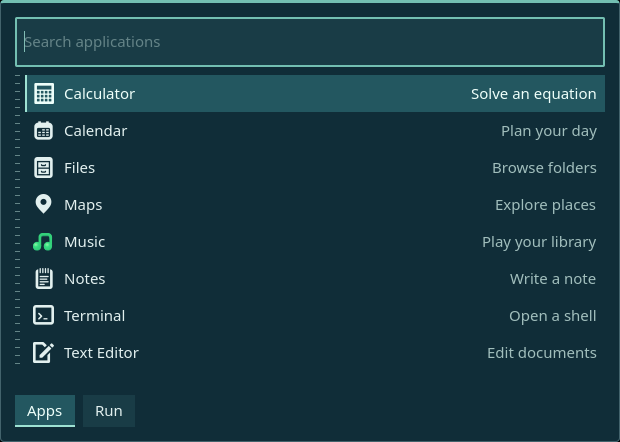 Search applications
Calculator Solve an equation
Calendar Plan your day
Files Browse folders
Maps Explore places
Music Play your library
Notes Write a note
Terminal Open a shell
Text Editor Edit documents
Apps Run